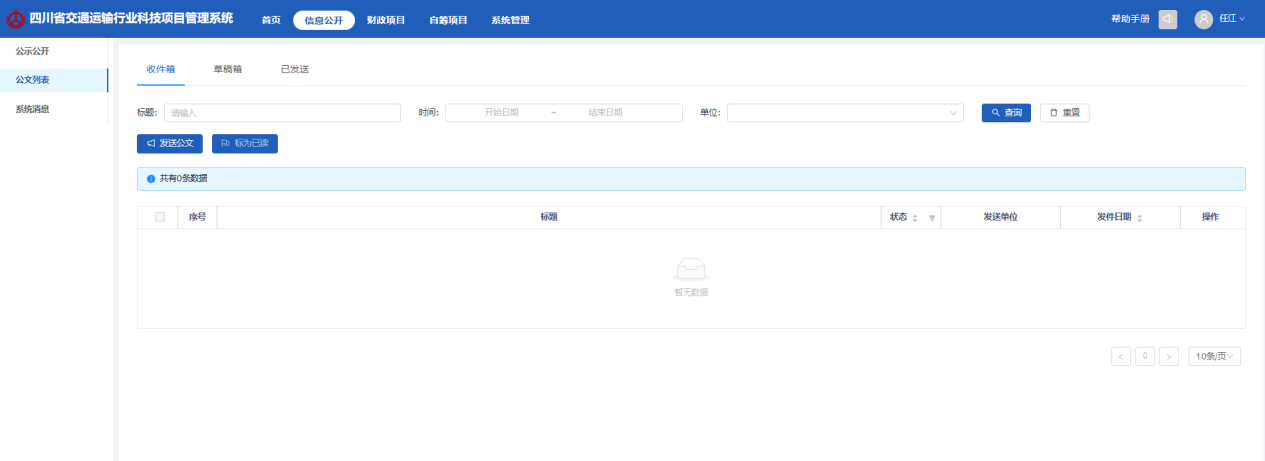 四川省交通运输行业科技项目管理系统 首页 信息公开 财政项目 自筹项目 系统管理 帮助手册 任江
公示公开
公文列表
系统消息
收件箱 草稿箱 已发送
标题: 请输入 时间: 开始日期 ~ 结束日期 单位: 查询 重置
发送公文 标为已读
共有0条数据
序号 标题 状态 发送单位 发件日期 操作
暂无数据
< 0 > 10条/页